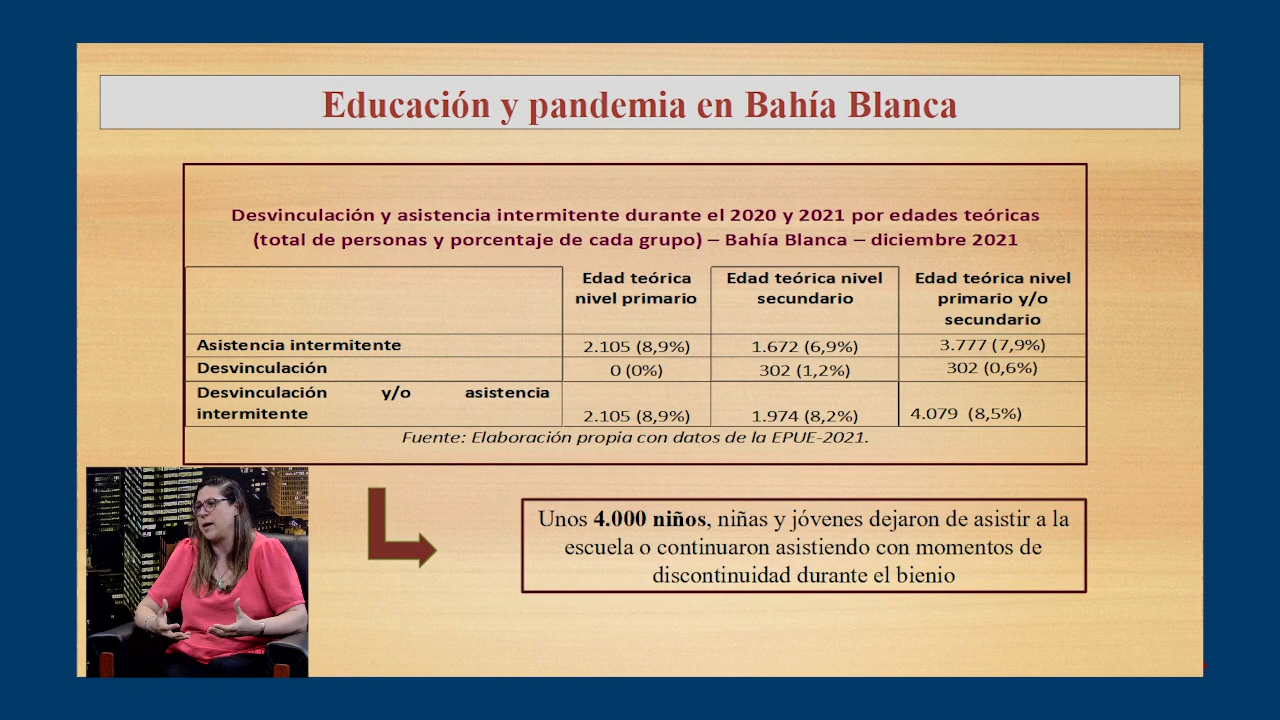 Educación y pandemia en Bahía Blanca
Desvinculación y asistencia intermitente durante el 2020 y 2021 por edades teóricas
(total de personas y porcentaje de cada grupo) – Bahía Blanca – diciembre 2021
Edad teórica nivel primario
Edad teórica nivel secundario
Edad teórica nivel primario y/o secundario
Asistencia intermitente 2.105 (8,9%) 1.672 (6,9%) 3.777 (7,9%)
Desvinculación 0 (0%) 302 (1,2%) 302 (0,6%)
Desvinculación y/o asistencia
intermitente 2.105 (8,9%) 1.974 (8,2%) 4.079 (8,5%)
Fuente: Elaboración propia con datos de la EPUE-2021.
Unos 4.000 niños, niñas y jóvenes dejaron de asistir a la
escuela o continuaron asistiendo con momentos de
discontinuidad durante el bienio